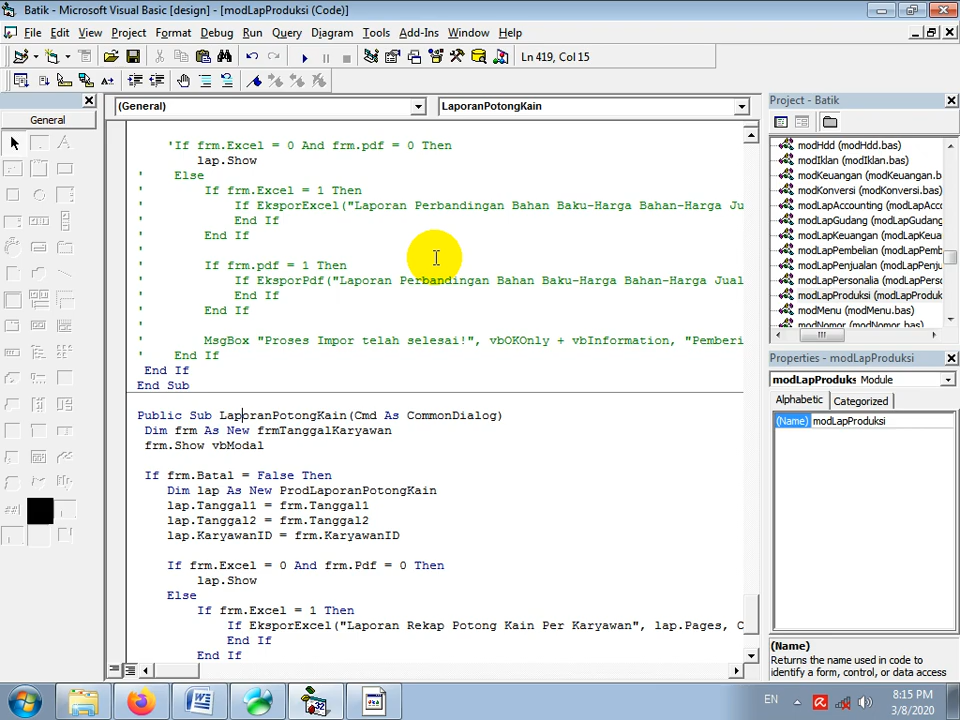 Batik - Microsoft Visual Basic [design] - [modLapProduksi (Code)]
File Edit View Project Format Debug Run Query Diagram Tools Add-Ins Window Help
Ln 419, Col 15
General
(General)
LaporanPotongKain
'If frm.Excel = 0 And frm.pdf = 0 Then
lap.Show
' Else
' If frm.Excel = 1 Then
' If EksporExcel("Laporan Perbandingan Bahan Baku-Harga Bahan-Harga Ju
' End If
' End If
'
' If frm.pdf = 1 Then
' If EksporPdf("Laporan Perbandingan Bahan Baku-Harga Bahan-Harga Jual
' End If
' End If
'
' MsgBox "Proses Impor telah selesai!", vbOKOnly + vbInformation, "Pemberi
' End If
End If
End Sub
Public Sub LaporanPotongKain(Cmd As CommonDialog)
Dim frm As New frmTanggalKaryawan
frm.Show vbModal
If frm.Batal = False Then
Dim lap As New ProdLaporanPotongKain
lap.Tanggal1 = frm.Tanggal1
lap.Tanggal2 = frm.Tanggal2
lap.KaryawanID = frm.KaryawanID
If frm.Excel = 0 And frm.Pdf = 0 Then
lap.Show
Else
If frm.Excel = 1 Then
If EksporExcel("Laporan Rekap Potong Kain Per Karyawan", lap.Pages, C
End If
End If
Project - Batik
modHdd (modHdd.bas)
modIklan (modIklan.bas)
modKeuangan (modKeuangan.b
modKonversi (modKonversi.bas)
modLapAccounting (modLapAcc
modLapGudang (modLapGudang
modLapKeuangan (modLapKeua
modLapPembelian (modLapPemb
modLapPenjualan (modLapPenju
modLapPersonalia (modLapPerso
modLapProduksi (modLapProduk
modMenu (modMenu.bas)
modNomor (modNomor.bas)
Properties - modLapProduksi
modLapProduks Module
Alphabetic Categorized
(Name) modLapProduksi
(Name)
Returns the name used in code to
identify a form, control, or data access
EN
8:15 PM
3/8/2020